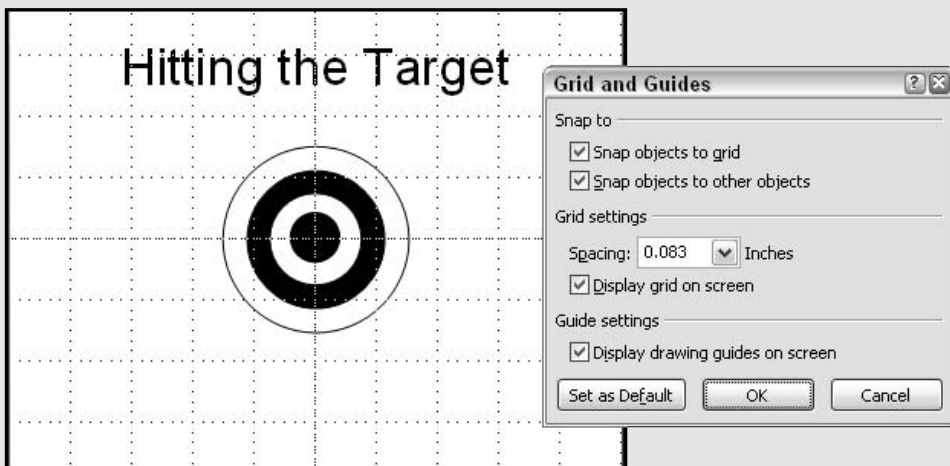 Hitting the Target
Grid and Guides
Snap to
Snap objects to grid
Snap objects to other objects
Grid settings
Spacing: 0.083 Inches
Display grid on screen
Guide settings
Display drawing guides on screen
Set as Default OK Cancel